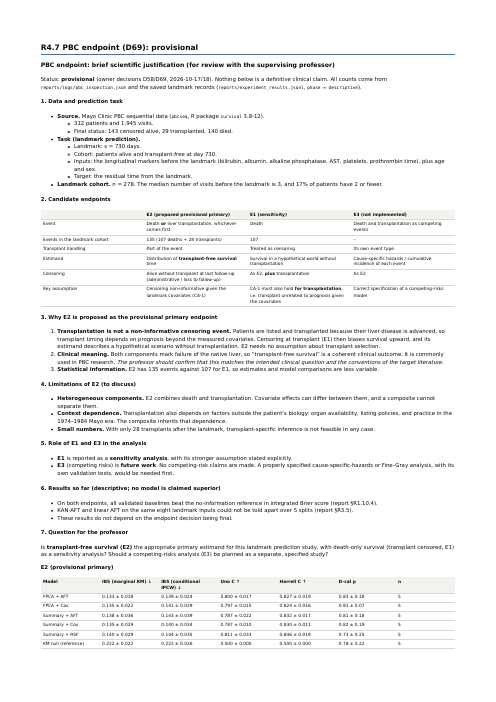 R4.7 PBC endpoint (D69): provisional
PBC endpoint: brief scientific justification (for review with the supervising professor)
Status: provisional (owner decisions D58/D69, 2026-10-17/18). Nothing below is a definitive clinical claim. All counts come from
reports/logs/pbc_inspection.json and the saved landmark records (reports/experiment_results.jsonl, phase = descriptive).
1. Data and prediction task
• Source. Mayo Clinic PBC sequential data (pbcseq, R package survival 3.8-12).
312 patients and 1,945 visits.
Final status: 143 censored alive, 29 transplanted, 140 died.
• Task (landmark prediction).
Landmark: s = 730 days.
Cohort: patients alive and transplant-free at day 730.
Inputs: the longitudinal markers before the landmark (bilirubin, albumin, alkaline phosphatase, AST, platelets, prothrombin time), plus age
and sex.
Target: the residual time from the landmark.
• Landmark cohort. n = 278. The median number of visits before the landmark is 3, and 17% of patients have 2 or fewer.
2. Candidate endpoints
E2 (proposed provisional primary) E1 (sensitivity) E3 (not implemented)
Event Death or liver transplantation, whichever comes first Death Death and transplantation as competing events
Events in the landmark cohort 135 (107 deaths + 28 transplants) 107 –
Transplant handling Part of the event Treated as censoring Its own event type
Estimand Distribution of transplant-free survival time Survival in a hypothetical world without transplantation Cause-specific hazards / cumulative incidence of each event
Censoring Alive without transplant at last follow-up (administrative / loss to follow-up) As E2, plus transplantation As E2
Key assumption Censoring non-informative given the landmark covariates (CA-1) CA-1 must also hold for transplantation, i.e. transplant unrelated to prognosis given the covariates Correct specification of a competing-risks model
3. Why E2 is proposed as the provisional primary endpoint
1. Transplantation is not a non-informative censoring event. Patients are listed and transplanted because their liver disease is advanced, so
transplant timing depends on prognosis beyond the measured covariates. Censoring at transplant (E1) then biases survival upward, and its
estimand describes a hypothetical scenario without transplantation. E2 needs no assumption about transplant selection.
2. Clinical meaning. Both components mark failure of the native liver, so "transplant-free survival" is a coherent clinical outcome. It is commonly
used in PBC research. The professor should confirm that this matches the intended clinical question and the conventions of the target literature.
3. Statistical information. E2 has 135 events against 107 for E1, so estimates and model comparisons are less variable.
4. Limitations of E2 (to discuss)
• Heterogeneous components. E2 combines death and transplantation. Covariate effects can differ between them, and a composite cannot
separate them.
• Context dependence. Transplantation also depends on factors outside the patient's biology: organ availability, listing policies, and practice in the
1974–1984 Mayo era. The composite inherits that dependence.
• Small numbers. With only 28 transplants after the landmark, transplant-specific inference is not feasible in any case.
5. Role of E1 and E3 in the analysis
• E1 is reported as a sensitivity analysis, with its stronger assumption stated explicitly.
• E3 (competing risks) is future work. No competing-risk claims are made. A properly specified cause-specific-hazards or Fine-Gray analysis, with its
own validation tests, would be needed first.
6. Results so far (descriptive; no model is claimed superior)
• On both endpoints, all validated baselines beat the no-information reference in integrated Brier score (report §R1.10.4).
• KAN-AFT and linear AFT on the same eight landmark inputs could not be told apart over 5 splits (report §R3.5).
• These results do not depend on the endpoint decision being final.
7. Question for the professor
Is transplant-free survival (E2) the appropriate primary estimand for this landmark prediction study, with death-only survival (transplant censored, E1)
as a sensitivity analysis? Should a competing-risks analysis (E3) be planned as a separate, specified study?
E2 (provisional primary)
Model IBS (marginal KM) ↓ IBS (conditional IPCW) ↓ Uno C ↑ Harrell C ↑ D-cal p n
FPCA + AFT 0.133 ± 0.018 0.139 ± 0.024 0.800 ± 0.017 0.827 ± 0.019 0.83 ± 0.18 5
FPCA + Cox 0.135 ± 0.022 0.141 ± 0.029 0.797 ± 0.015 0.828 ± 0.016 0.91 ± 0.07 5
Summary + AFT 0.138 ± 0.036 0.143 ± 0.039 0.787 ± 0.022 0.832 ± 0.017 0.81 ± 0.18 5
Summary + Cox 0.135 ± 0.029 0.140 ± 0.034 0.787 ± 0.010 0.830 ± 0.011 0.82 ± 0.19 5
Summary + RSF 0.140 ± 0.029 0.144 ± 0.035 0.811 ± 0.033 0.846 ± 0.019 0.73 ± 0.25 5
KM null (reference) 0.222 ± 0.022 0.222 ± 0.026 0.500 ± 0.000 0.500 ± 0.000 0.78 ± 0.22 5